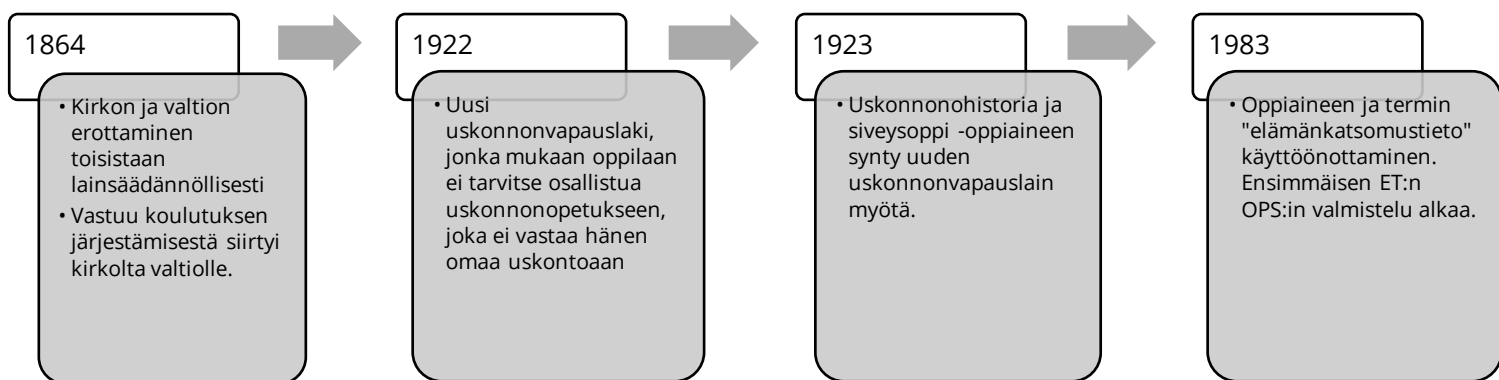 1864
• Kirkon ja valtion
erottaminen
toisistaan
lainsäädännöllisesti
• Vastuu koulutuksen
järjestämisestä siirtyi
kirkolta valtiolle.
1922
• Uusi
uskonnonvapauslaki,
jonka mukaan oppilaan
ei tarvitse osallistua
uskonnonopetukseen,
joka ei vastaa hänen
omaa uskontoaan
1923
• Uskonnonohistoria ja
siveysoppi -oppiaineen
synty uuden
uskonnonvapauslain
myötä.
1983
• Oppiaineen ja termin
"elämänkatsomustieto"
käyttöönottaminen.
Ensimmäisen ET:n
OPS:in valmistelu alkaa.